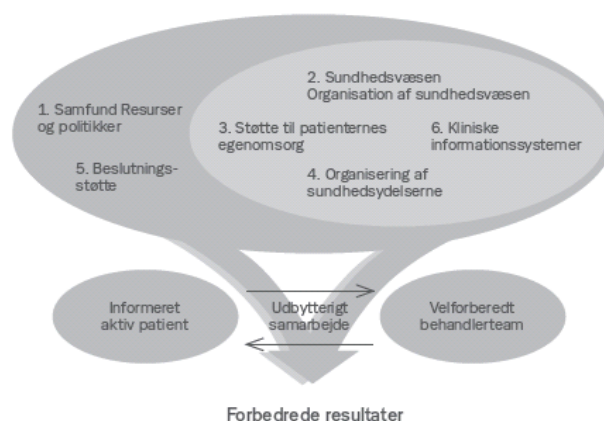 1. Samfund Resurser
og politikker
2. Sundhedsvæsen
Organisation af sundhedsvæsen
3. Støtte til patienternes
egenomsorg
6. Kliniske
informationssystemer
5. Beslutnings-
støtte
4. Organisering af
sundhedsydelserne
Informeret
aktiv patient
Udbytterigt
samarbejde
Velforberedt
behandlerteam
Forbedrede resultater